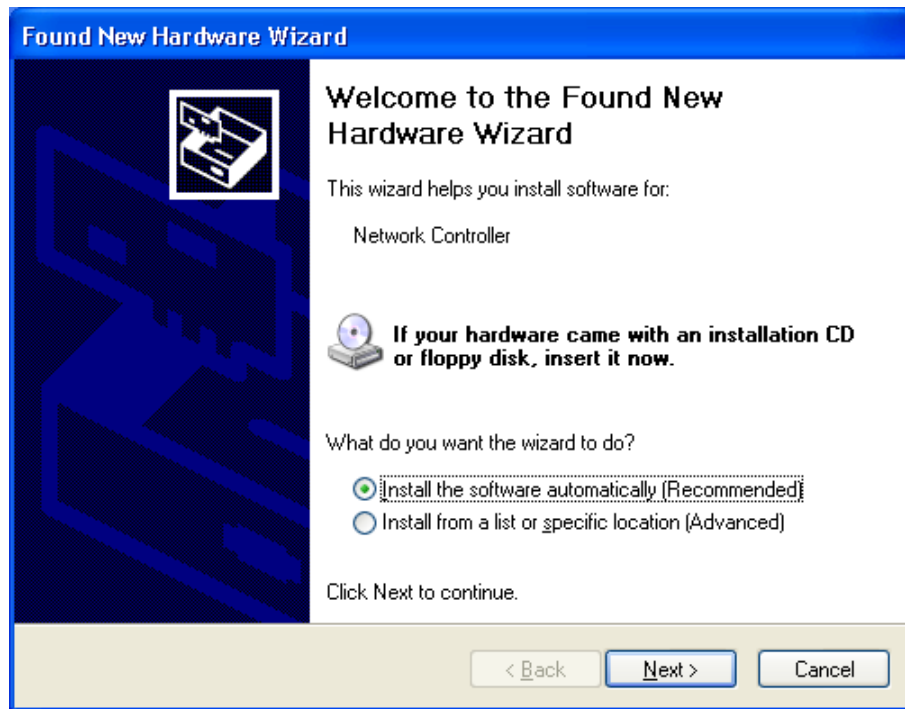 Found New Hardware Wizard
Welcome to the Found New
Hardware Wizard
This wizard helps you install software for:
Network Controller
If your hardware came with an installation CD
or floppy disk, insert it now.
What do you want the wizard to do?
Install the software automatically (Recommended)
Install from a list or specific location (Advanced)
Click Next to continue.
< Back
Next >
Cancel